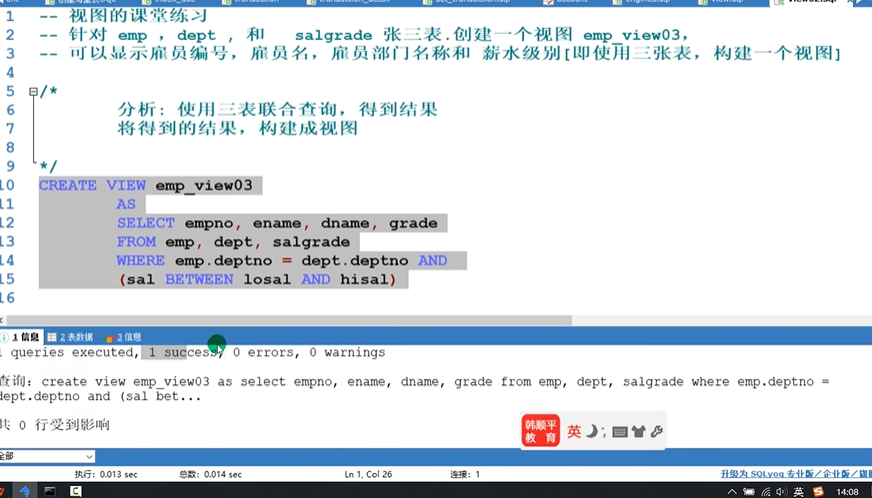 transaction
transaction_detail
1 -- 视图的课堂练习
2 -- 针对 emp ，dept , 和 salgrade 张三表.创建一个视图 emp_view03，
3 -- 可以显示雇员编号，雇员名，雇员部门名称和 薪水级别[即使用三张表，构建一个视图]
4
5 /*
6 分析: 使用三表联合查询，得到结果
7 将得到的结果，构建成视图
8
9 */
10 CREATE VIEW emp_view03
11 AS
12 SELECT empno, ename, dname, grade
13 FROM emp, dept, salgrade
14 WHERE emp.deptno = dept.deptno AND
15 (sal BETWEEN losal AND hisal)
16
1 信息 2 表数据 3 信息
1 queries executed, 1 success, 0 errors, 0 warnings
查询: create view emp_view03 as select empno, ename, dname, grade from emp, dept, salgrade where emp.deptno =
dept.deptno and (sal bet...
共 0 行受到影响
韩顺平
教 育
英
全部
执行: 0.013 sec 总数: 0.014 sec Ln 1, Col 26 连接: 1 升级为 SQLyog 专业版/企业版/旗
英 14:08